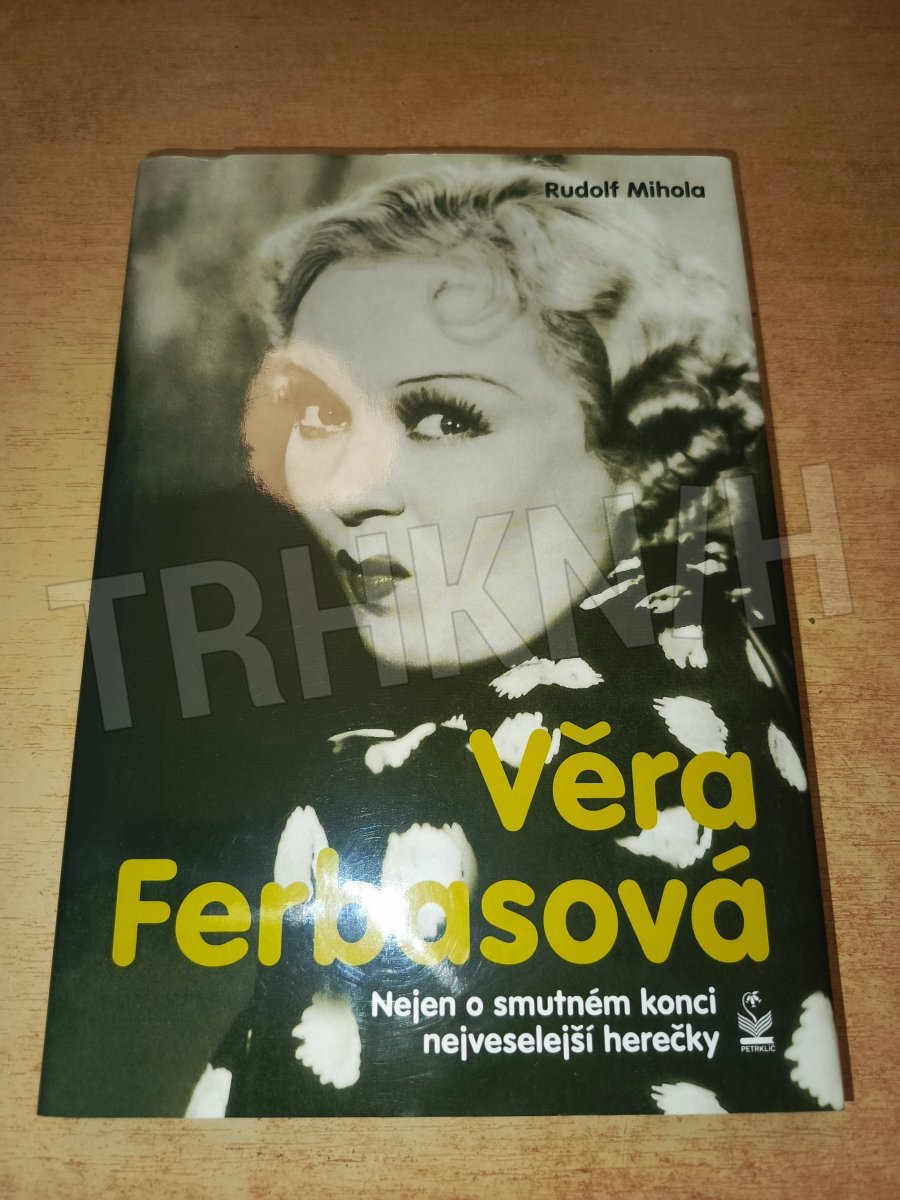 Rudolf Mihola
TRHKNIH
Věra
Ferbasová
Nejen o smutném konci
nejveselejší herečky
PETRKLÍČ